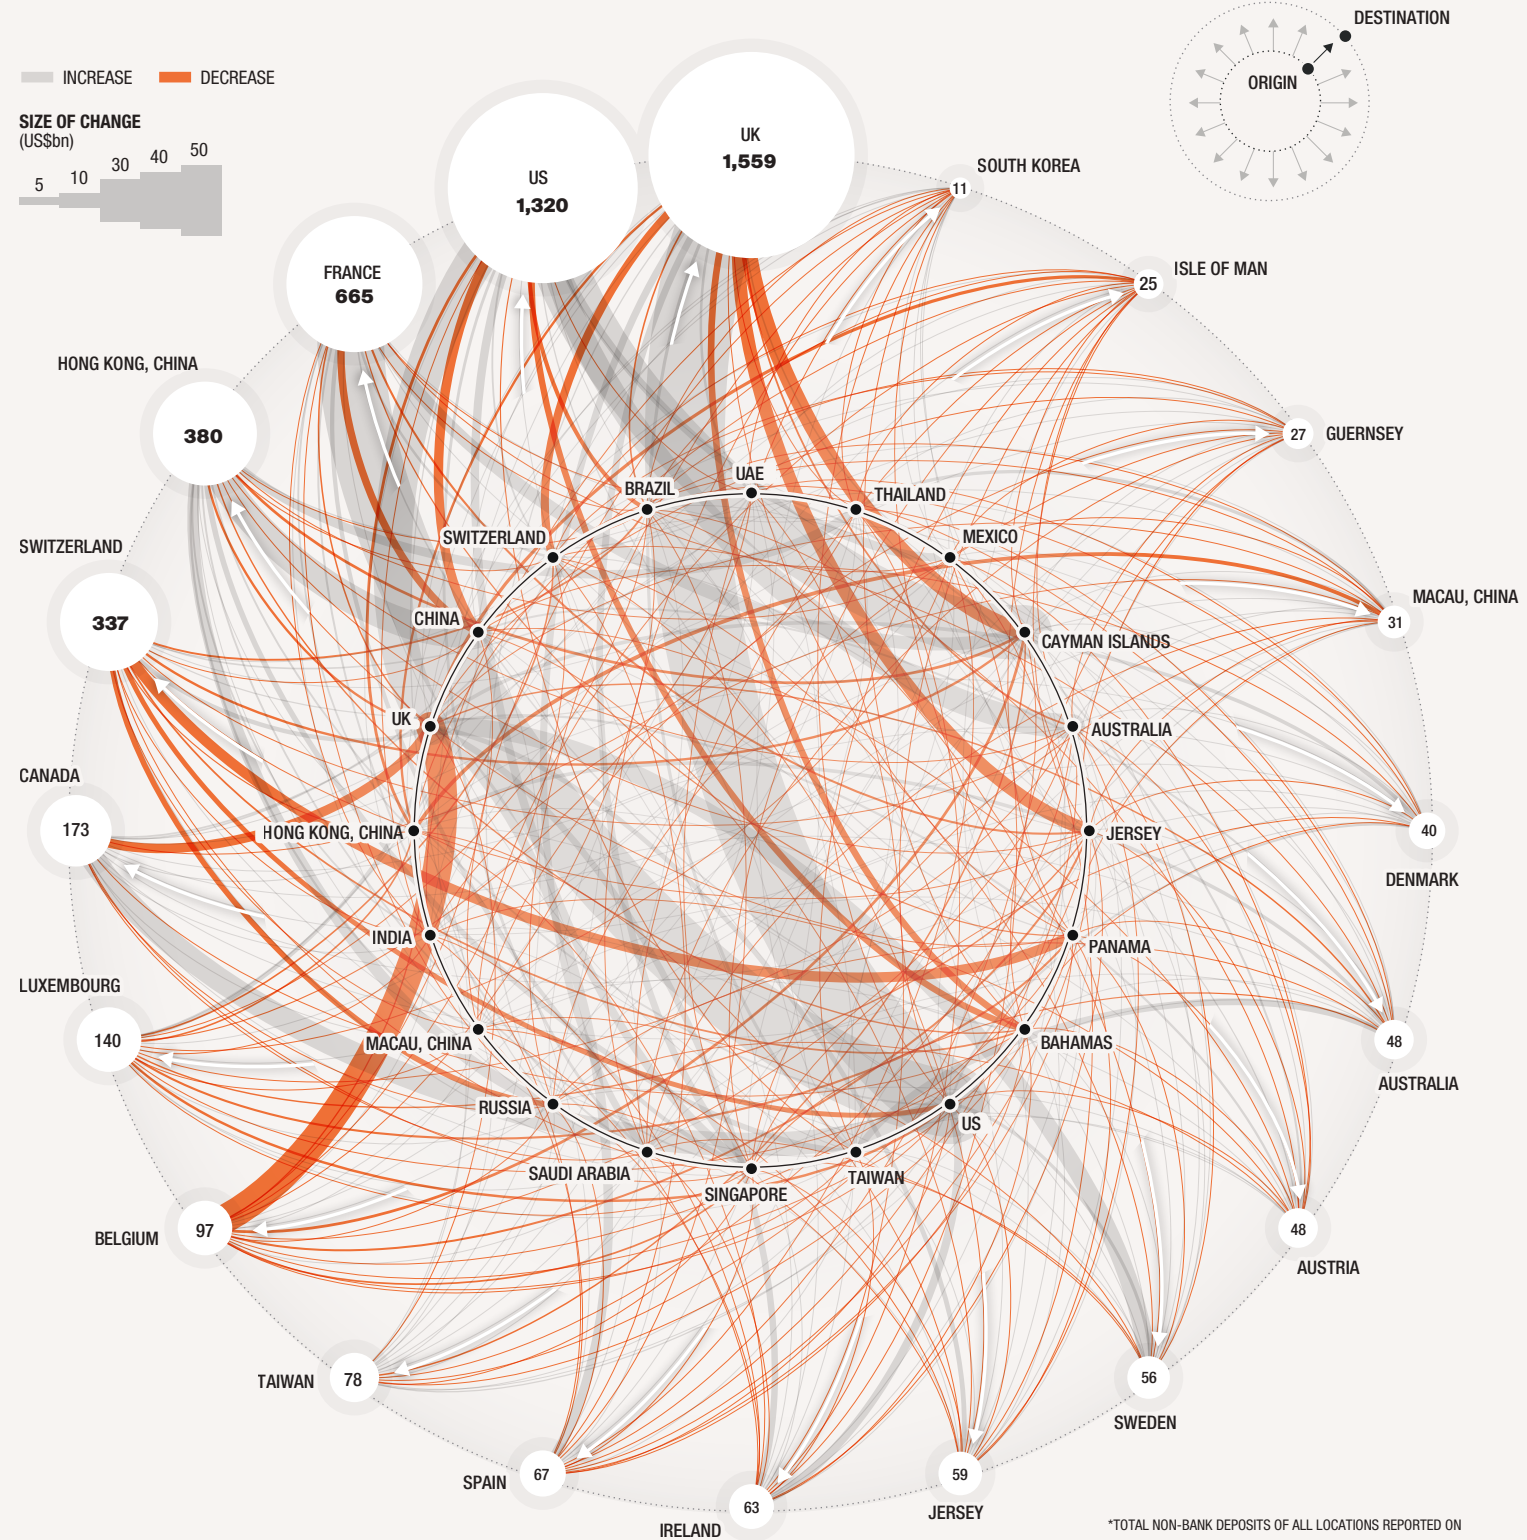 DESTINATION
ORIGIN
INCREASE
DECREASE
SIZE OF CHANGE
(US$bn)
5
10
30
40
50
UK
1,559
US
1,320
FRANCE
665
HONG KONG, CHINA
380
SWITZERLAND
337
CANADA
173
LUXEMBOURG
140
BELGIUM
97
TAIWAN
78
SPAIN
67
IRELAND
63
JERSEY
59
SWEDEN
56
AUSTRIA
48
AUSTRALIA
48
DENMARK
40
MACAU, CHINA
31
GUERNSEY
27
ISLE OF MAN
25
SOUTH KOREA
11
UAE
THAILAND
MEXICO
CAYMAN ISLANDS
AUSTRALIA
JERSEY
PANAMA
BAHAMAS
US
TAIWAN
SINGAPORE
SAUDI ARABIA
RUSSIA
MACAU, CHINA
INDIA
HONG KONG, CHINA
UK
CHINA
SWITZERLAND
BRAZIL
*TOTAL NON-BANK DEPOSITS OF ALL LOCATIONS REPORTED ON